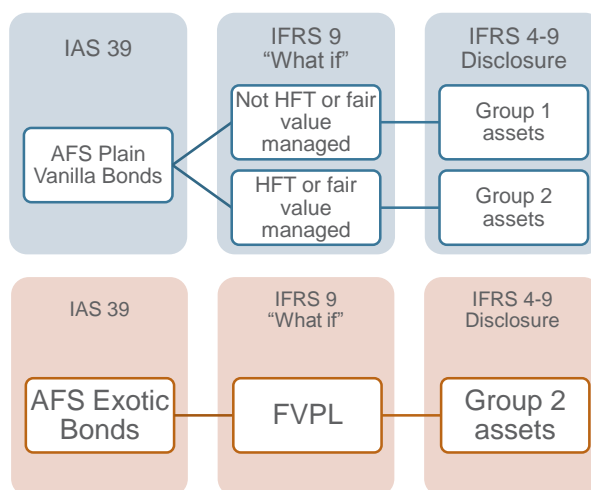 IAS 39
IFRS 9
“What if”
IFRS 4-9
Disclosure
AFS Plain
Vanilla Bonds
Not HFT or fair
value
managed
Group 1
assets
HFT or fair
value
managed
Group 2
assets
IAS 39
IFRS 9
“What if”
IFRS 4-9
Disclosure
AFS Exotic
Bonds
FVPL
Group 2
assets